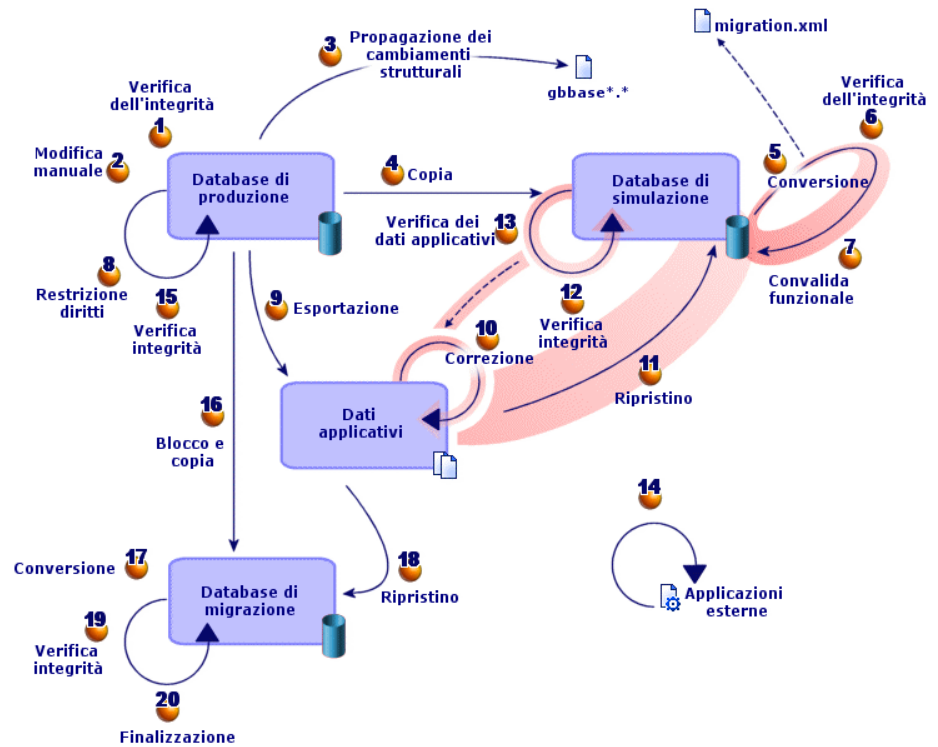 migration.xml
3
Propagazione dei
cambiamenti
strutturali
gbbase*.*
Verifica
dell'integrità
1
Modifica
manuale
2
Database di
produzione
8
Restrizione
diritti
15
Verifica
integrità
4
Copia
Database di
simulazione
Verifica
dell'integrità
6
5
Conversione
7
Convalida
funzionale
Verifica dei
dati applicativi
13
12
Verifica
integrità
9
Esportazione
10
Correzione
11
Ripristino
Dati
applicativi
16
Blocco e
copia
14
Applicazioni
esterne
17
Conversione
18
Ripristino
Database di
migrazione
19
Verifica
integrità
20
Finalizzazione